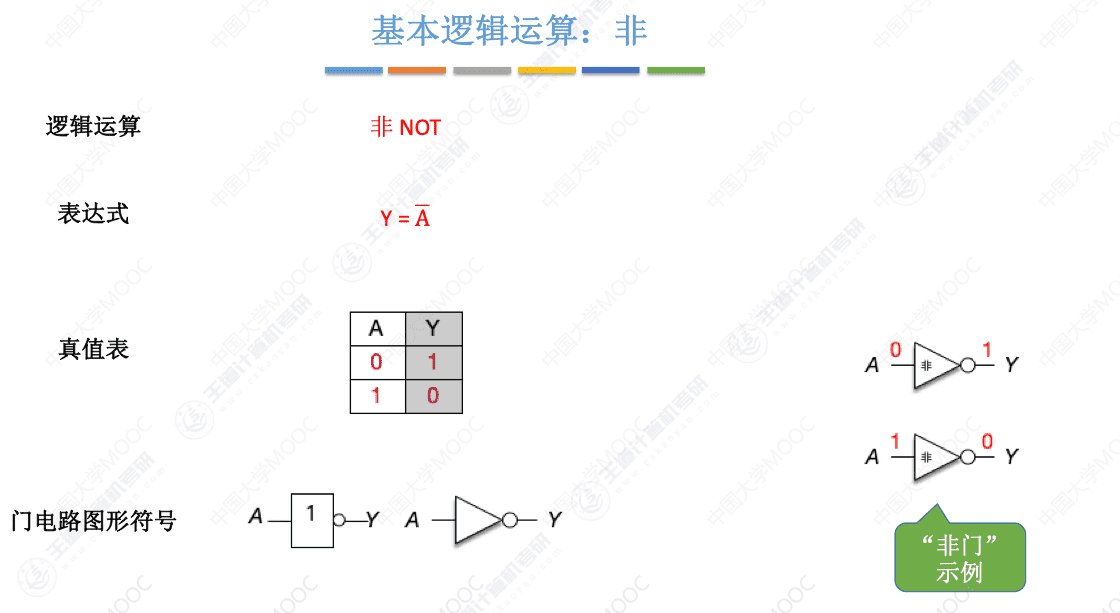 基本逻辑运算：非
逻辑运算
非 NOT
表达式
Y = A̅
真值表
A Y
0 1
1 0
A 0 非 1 Y
A 1 非 0 Y
门电路图形符号
A 1 Y
A Y
“非门”
示例
中国大学MOOC
王道计算机考研